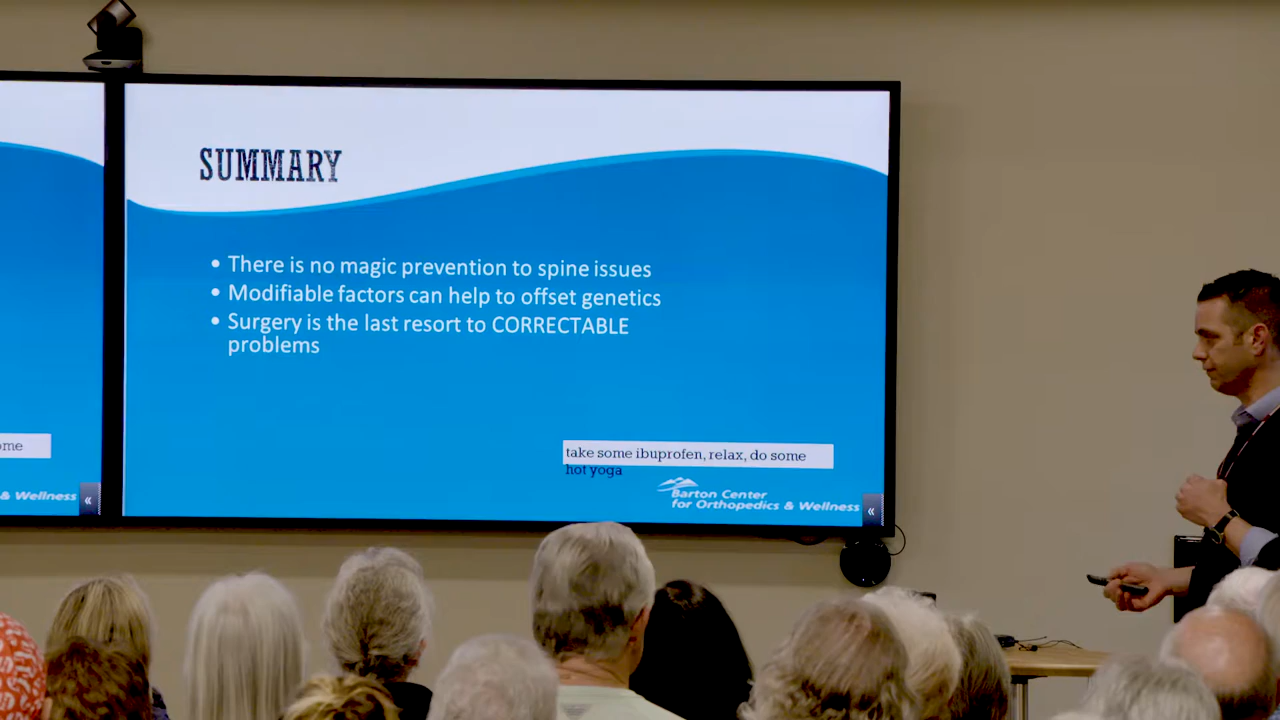 SUMMARY
• There is no magic prevention to spine issues
• Modifiable factors can help to offset genetics
• Surgery is the last resort to CORRECTABLE
problems
ome
take some ibuprofen, relax, do some
hot yoga
& Wellness «
Barton Center
for Orthopedics & Wellness «